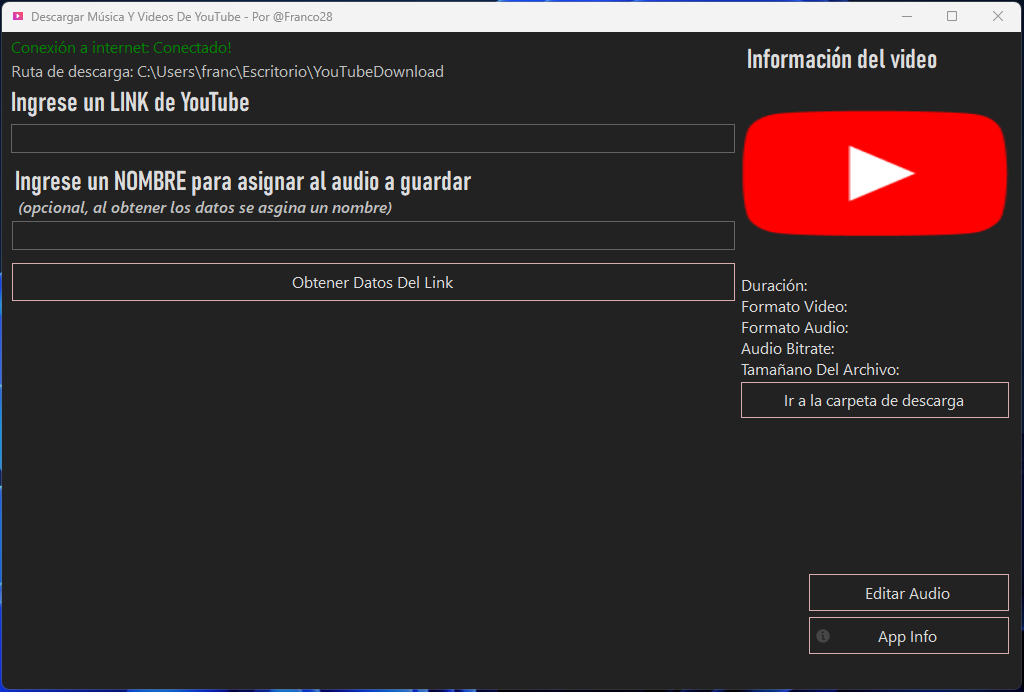 Descargar Música Y Videos De YouTube - Por @Franco28
Conexión a internet: Conectado!
Ruta de descarga: C:\Users\franc\Escritorio\YouTubeDownload
Ingrese un LINK de YouTube
Ingrese un NOMBRE para asignar al audio a guardar
(opcional, al obtener los datos se asgina un nombre)
Obtener Datos Del Link
Información del video
Duración:
Formato Video:
Formato Audio:
Audio Bitrate:
Tamañano Del Archivo:
Ir a la carpeta de descarga
Editar Audio
App Info